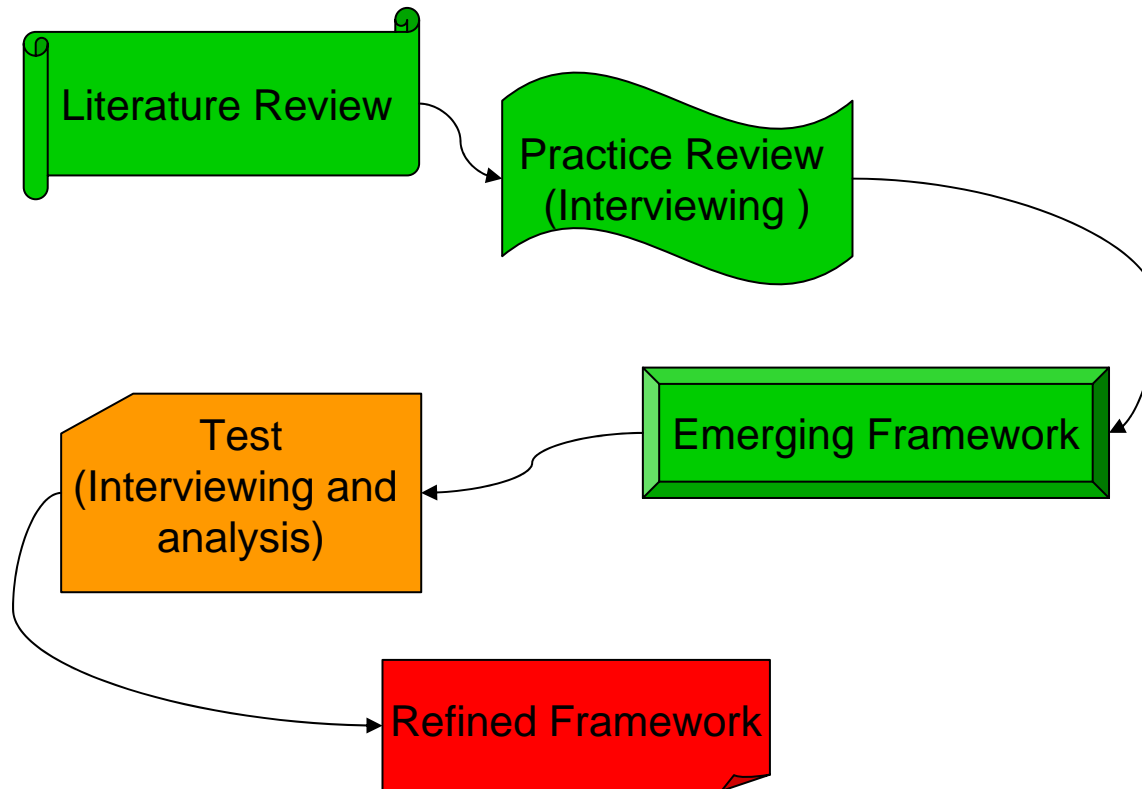 Literature Review
Practice Review
(Interviewing )
Emerging Framework
Test
(Interviewing and
analysis)
Refined Framework